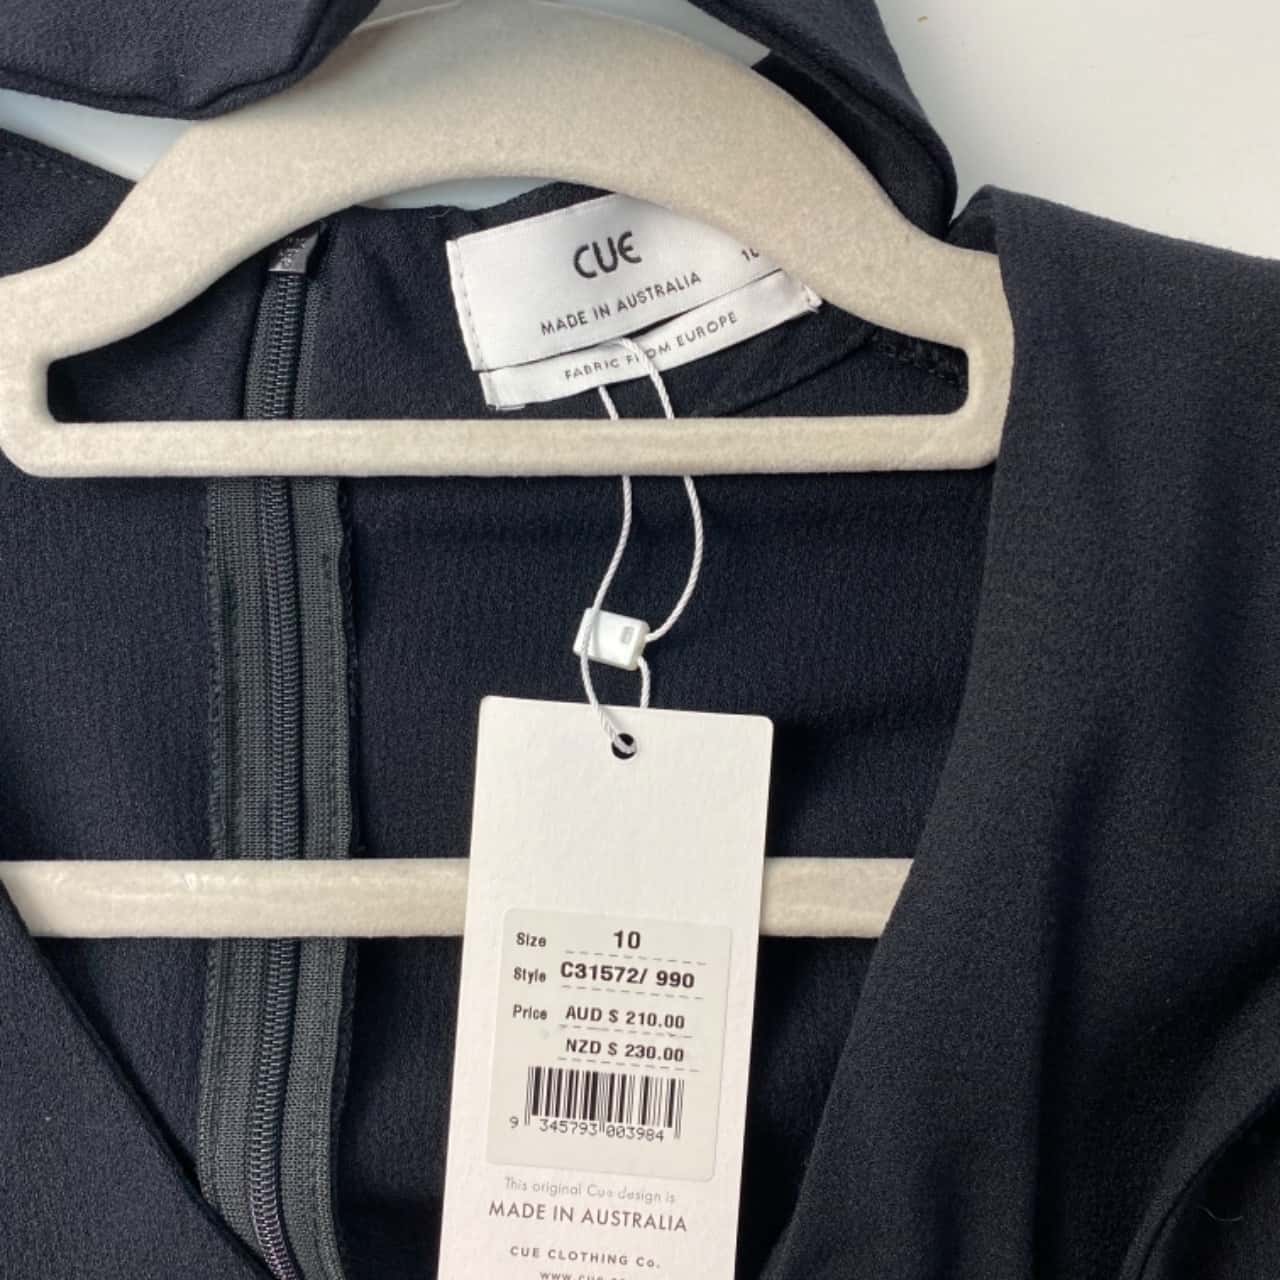 CUE
MADE IN AUSTRALIA
FABRIC FROM EUROPE
Size 10
Style C31572/ 990
Price AUD $ 210.00
NZD $ 230.00
9 345793 003984
This original Cue design is
MADE IN AUSTRALIA
CUE CLOTHING Co.